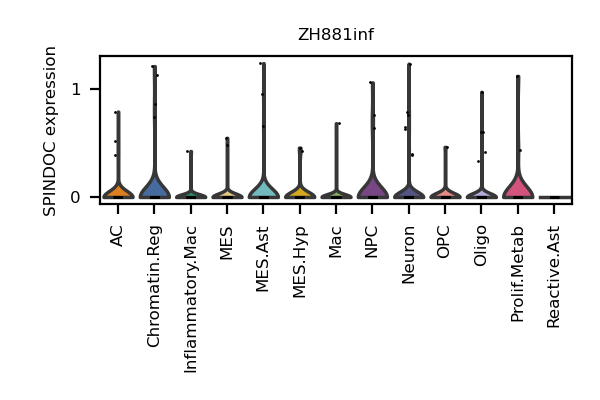 ZH881inf
SPINDOC expression
1
0
AC
Chromatin.Reg
Inflammatory.Mac
MES
MES.Ast
MES.Hyp
Mac
NPC
Neuron
OPC
Oligo
Prolif.Metab
Reactive.Ast